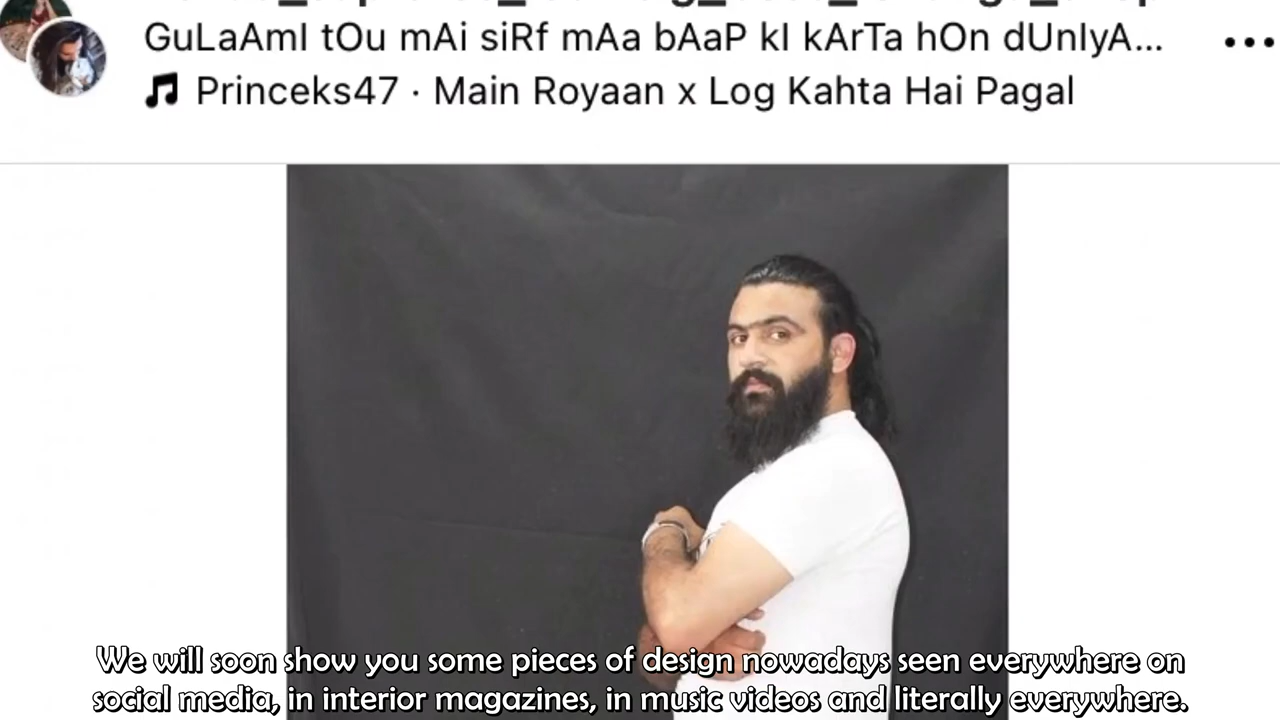 GuLaAmI tOu mAi siRf mAa bAaP kI kArTa hOn dUnIyA...
Princeks47 · Main Royaan x Log Kahta Hai Pagal
We will soon show you some pieces of design nowadays seen everywhere on
social media, in interior magazines, in music videos and literally everywhere.